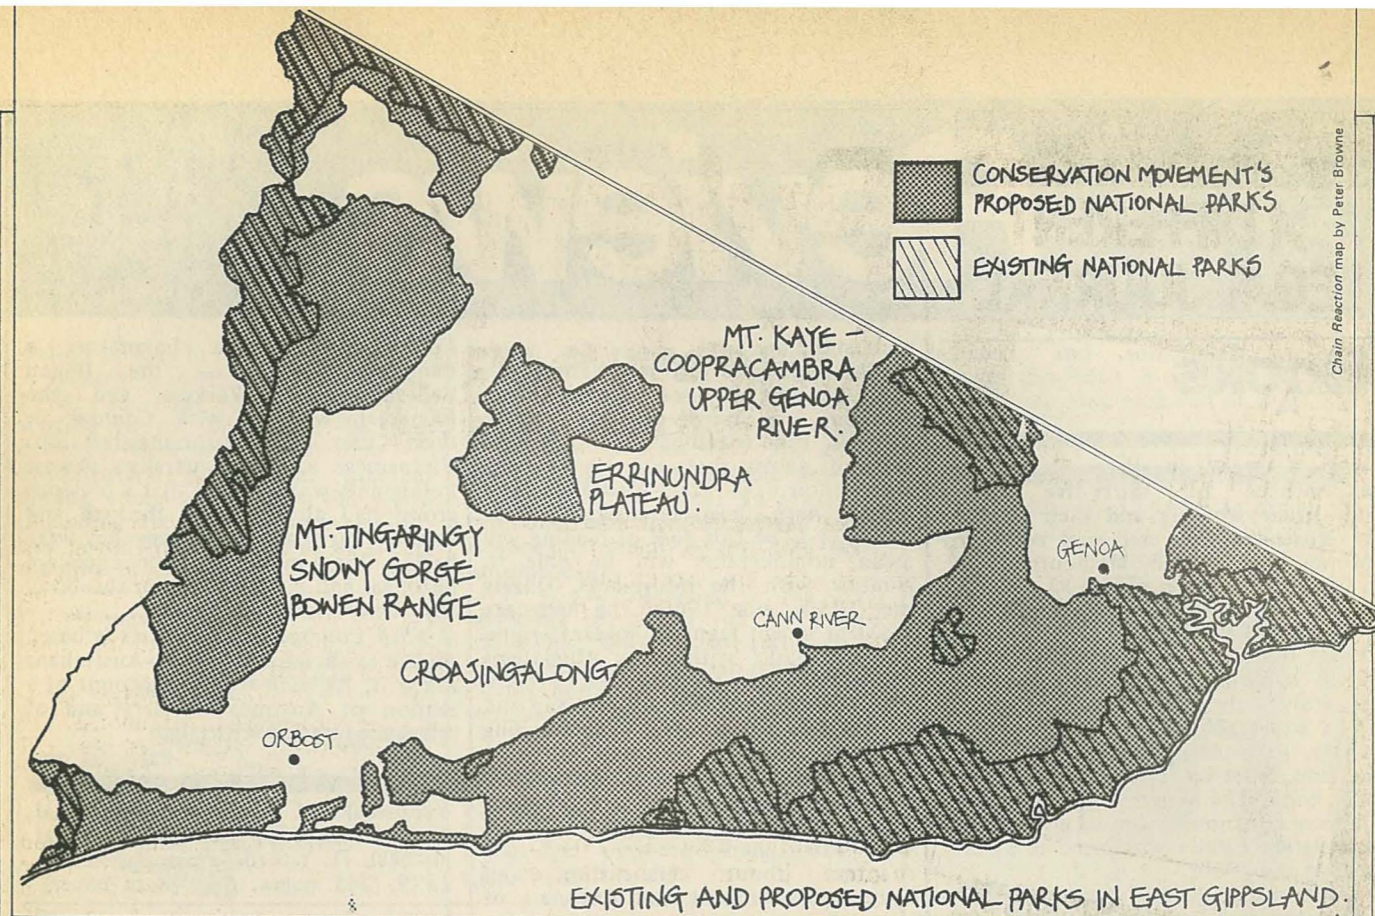 CONSERVATION MOVEMENT'S
PROPOSED NATIONAL PARKS
EXISTING NATIONAL PARKS
Chain Reaction map by Peter Browne
MT. KAYE –
COOPRACAMBRA
UPPER GENOA
RIVER.
ERRINUNDRA
PLATEAU.
MT. TINGARINGY
SNOWY GORGE
BOWEN RANGE
GENOA
CANN RIVER
CROAJINGALONG
ORBOST
EXISTING AND PROPOSED NATIONAL PARKS IN EAST GIPPSLAND.